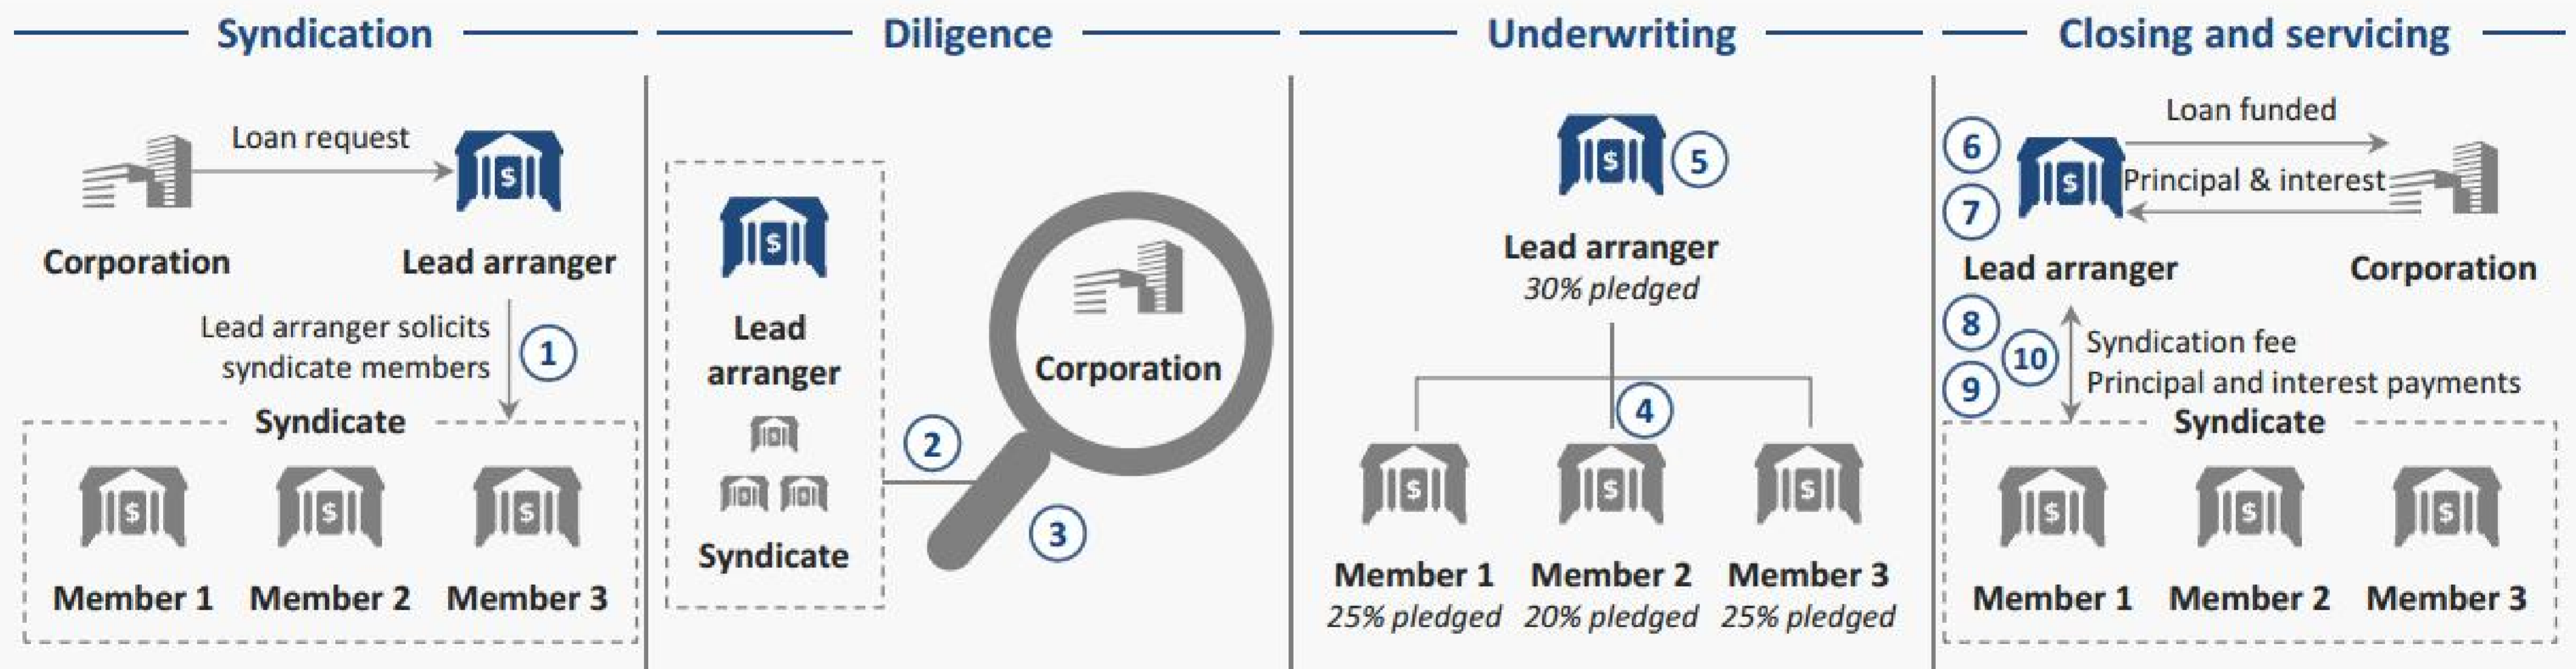 Syndication
Loan request
Corporation
Lead arranger
Lead arranger solicits
syndicate members
1
Syndicate
$
$
$
$
Member 1
Member 2
Member 3
Diligence
$
Lead
arranger
Syndicate
2
3
Corporation
Underwriting
$
5
Lead arranger
30% pledged
4
$
$
$
Member 1
Member 2
Member 3
25% pledged
20% pledged
25% pledged
Closing and servicing
6
7
$
Loan funded
Principal & interest
Lead arranger
Corporation
8
9
10
Syndication fee
Principal and interest payments
Syndicate
$
$
$
Member 1
Member 2
Member 3